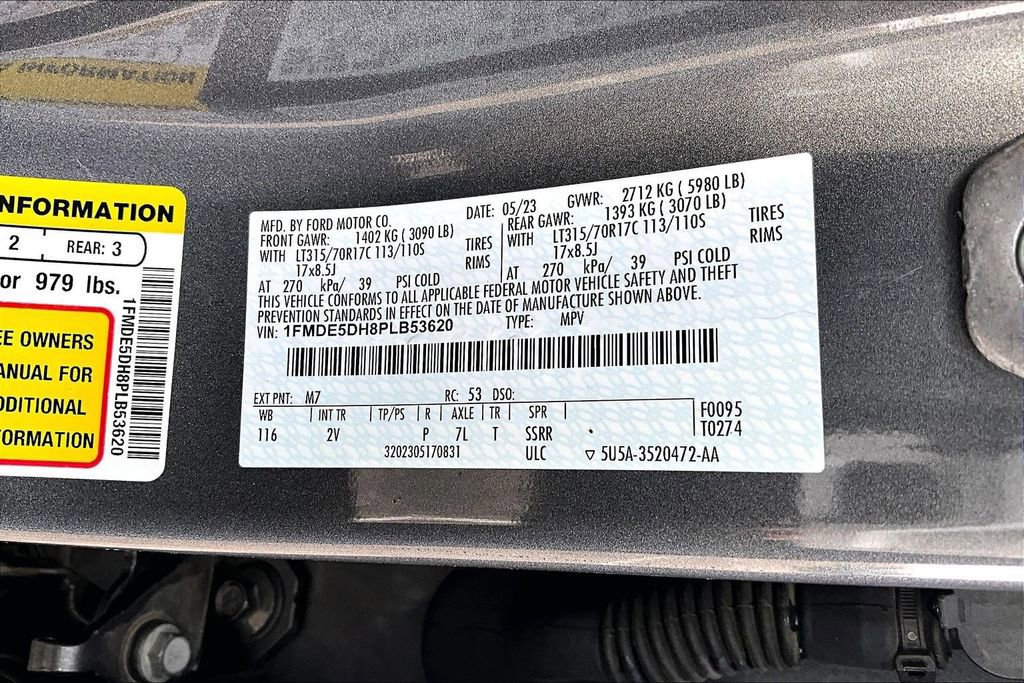 INFORMATION
NFORMATION
2 REAR: 3
or 979 lbs.
EE OWNERS
ANUAL FOR
DDITIONAL
FORMATION
1FMDE5DH8PLB53620
MFD. BY FORD MOTOR CO. DATE: 05/23 GVWR: 2712 KG ( 5980 LB)
FRONT GAWR: 1402 KG ( 3090 LB) REAR GAWR: 1393 KG ( 3070 LB)
WITH LT315/70R17C 113/110S TIRES WITH LT315/70R17C 113/110S TIRES
17x8.5J RIMS 17x8.5J RIMS
AT 270 kPa/ 39 PSI COLD AT 270 kPa/ 39 PSI COLD
THIS VEHICLE CONFORMS TO ALL APPLICABLE FEDERAL MOTOR VEHICLE SAFETY AND THEFT
PREVENTION STANDARDS IN EFFECT ON THE DATE OF MANUFACTURE SHOWN ABOVE.
VIN: 1FMDE5DH8PLB53620 TYPE: MPV
EXT PNT: M7 RC: 53 DSO:
WB INT TR TP/PS R AXLE TR SPR F0095
116 2V P 7L T SSRR T0274
3202305170831 ULC ▽ 5U5A-3520472-AA